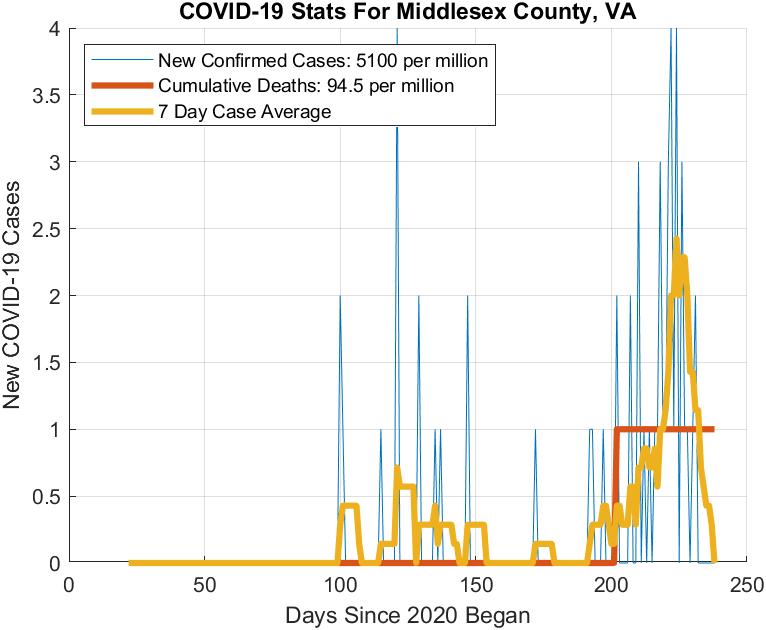 COVID-19 Stats For Middlesex County, VA
New Confirmed Cases: 5100 per million
Cumulative Deaths: 94.5 per million
7 Day Case Average
New COVID-19 Cases
4
3.5
3
2.5
2
1.5
1
0.5
0
0 50 100 150 200 250
Days Since 2020 Began